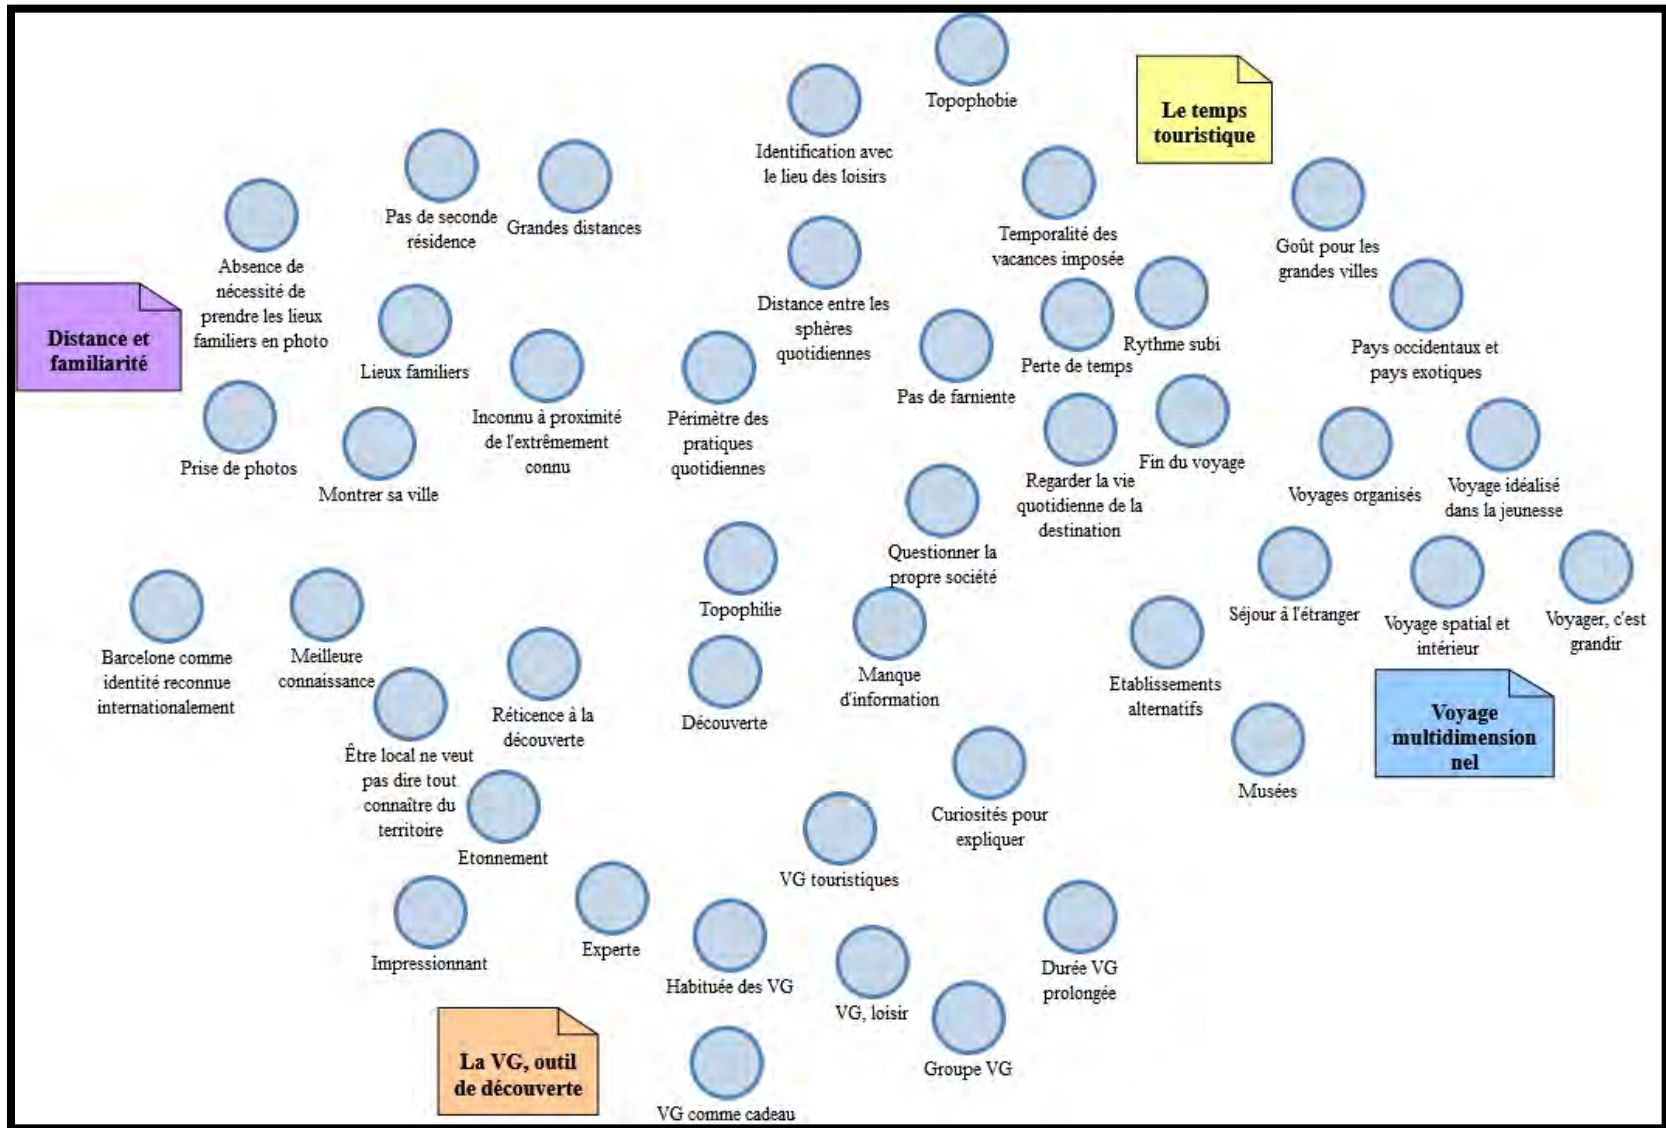 Topophobie
Le temps
touristique
Identification avec
le lieu des loisirs
Pas de seconde
résidence
Grandes distances
Temporalité des
vacances imposée
Goût pour les
grandes villes
Absence de
nécessité de
prendre les lieux
familiers en photo
Distance et
familiarité
Lieux familiers
Distance entre les
sphères
quotidiennes
Perte de temps
Rythme subi
Pays occidentaux et
pays exotiques
Pas de farniente
Inconnu à proximité
de l'extrêmement
connu
Périmètre des
pratiques
quotidiennes
Prise de photos
Montrer sa ville
Regarder la vie
quotidienne de la
destination
Fin du voyage
Voyages organisés
Voyage idéalisé
dans la jeunesse
Questionner la
propre société
Topophilie
Séjour à l'étranger
Voyage spatial et
intérieur
Voyager, c'est
grandir
Barcelone comme
identité reconnue
internationalement
Meilleure
connaissance
Réticence à la
découverte
Découverte
Manque
d'information
Etablissements
alternatifs
Voyage
multidimension
nel
Être local ne veut
pas dire tout
connaître du
territoire
Musées
Etonnement
Curiosités pour
expliquer
VG touristiques
Impressionnant
Experte
Habituée des VG
VG, loisir
Durée VG
prolongée
Groupe VG
La VG, outil
de découverte
VG comme cadeau